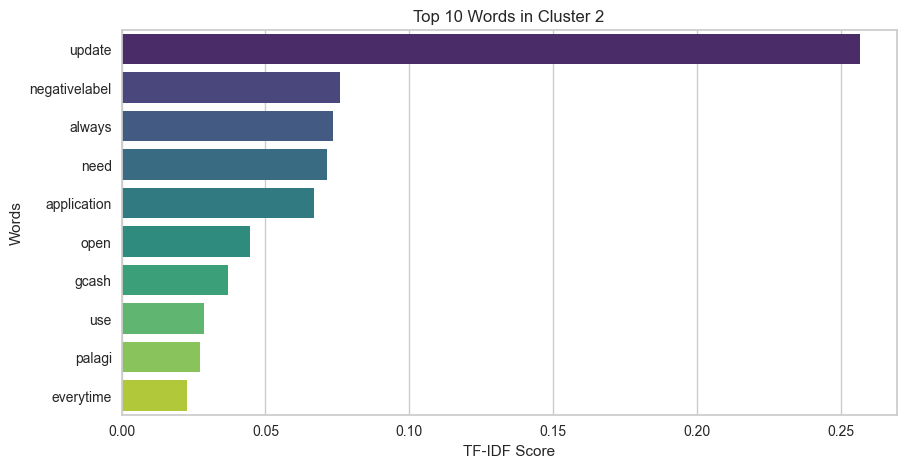 Top 10 Words in Cluster 2
Words
update
negativelabel
always
need
application
open
gcash
use
palagi
everytime
0.00 0.05 0.10 0.15 0.20 0.25
TF-IDF Score